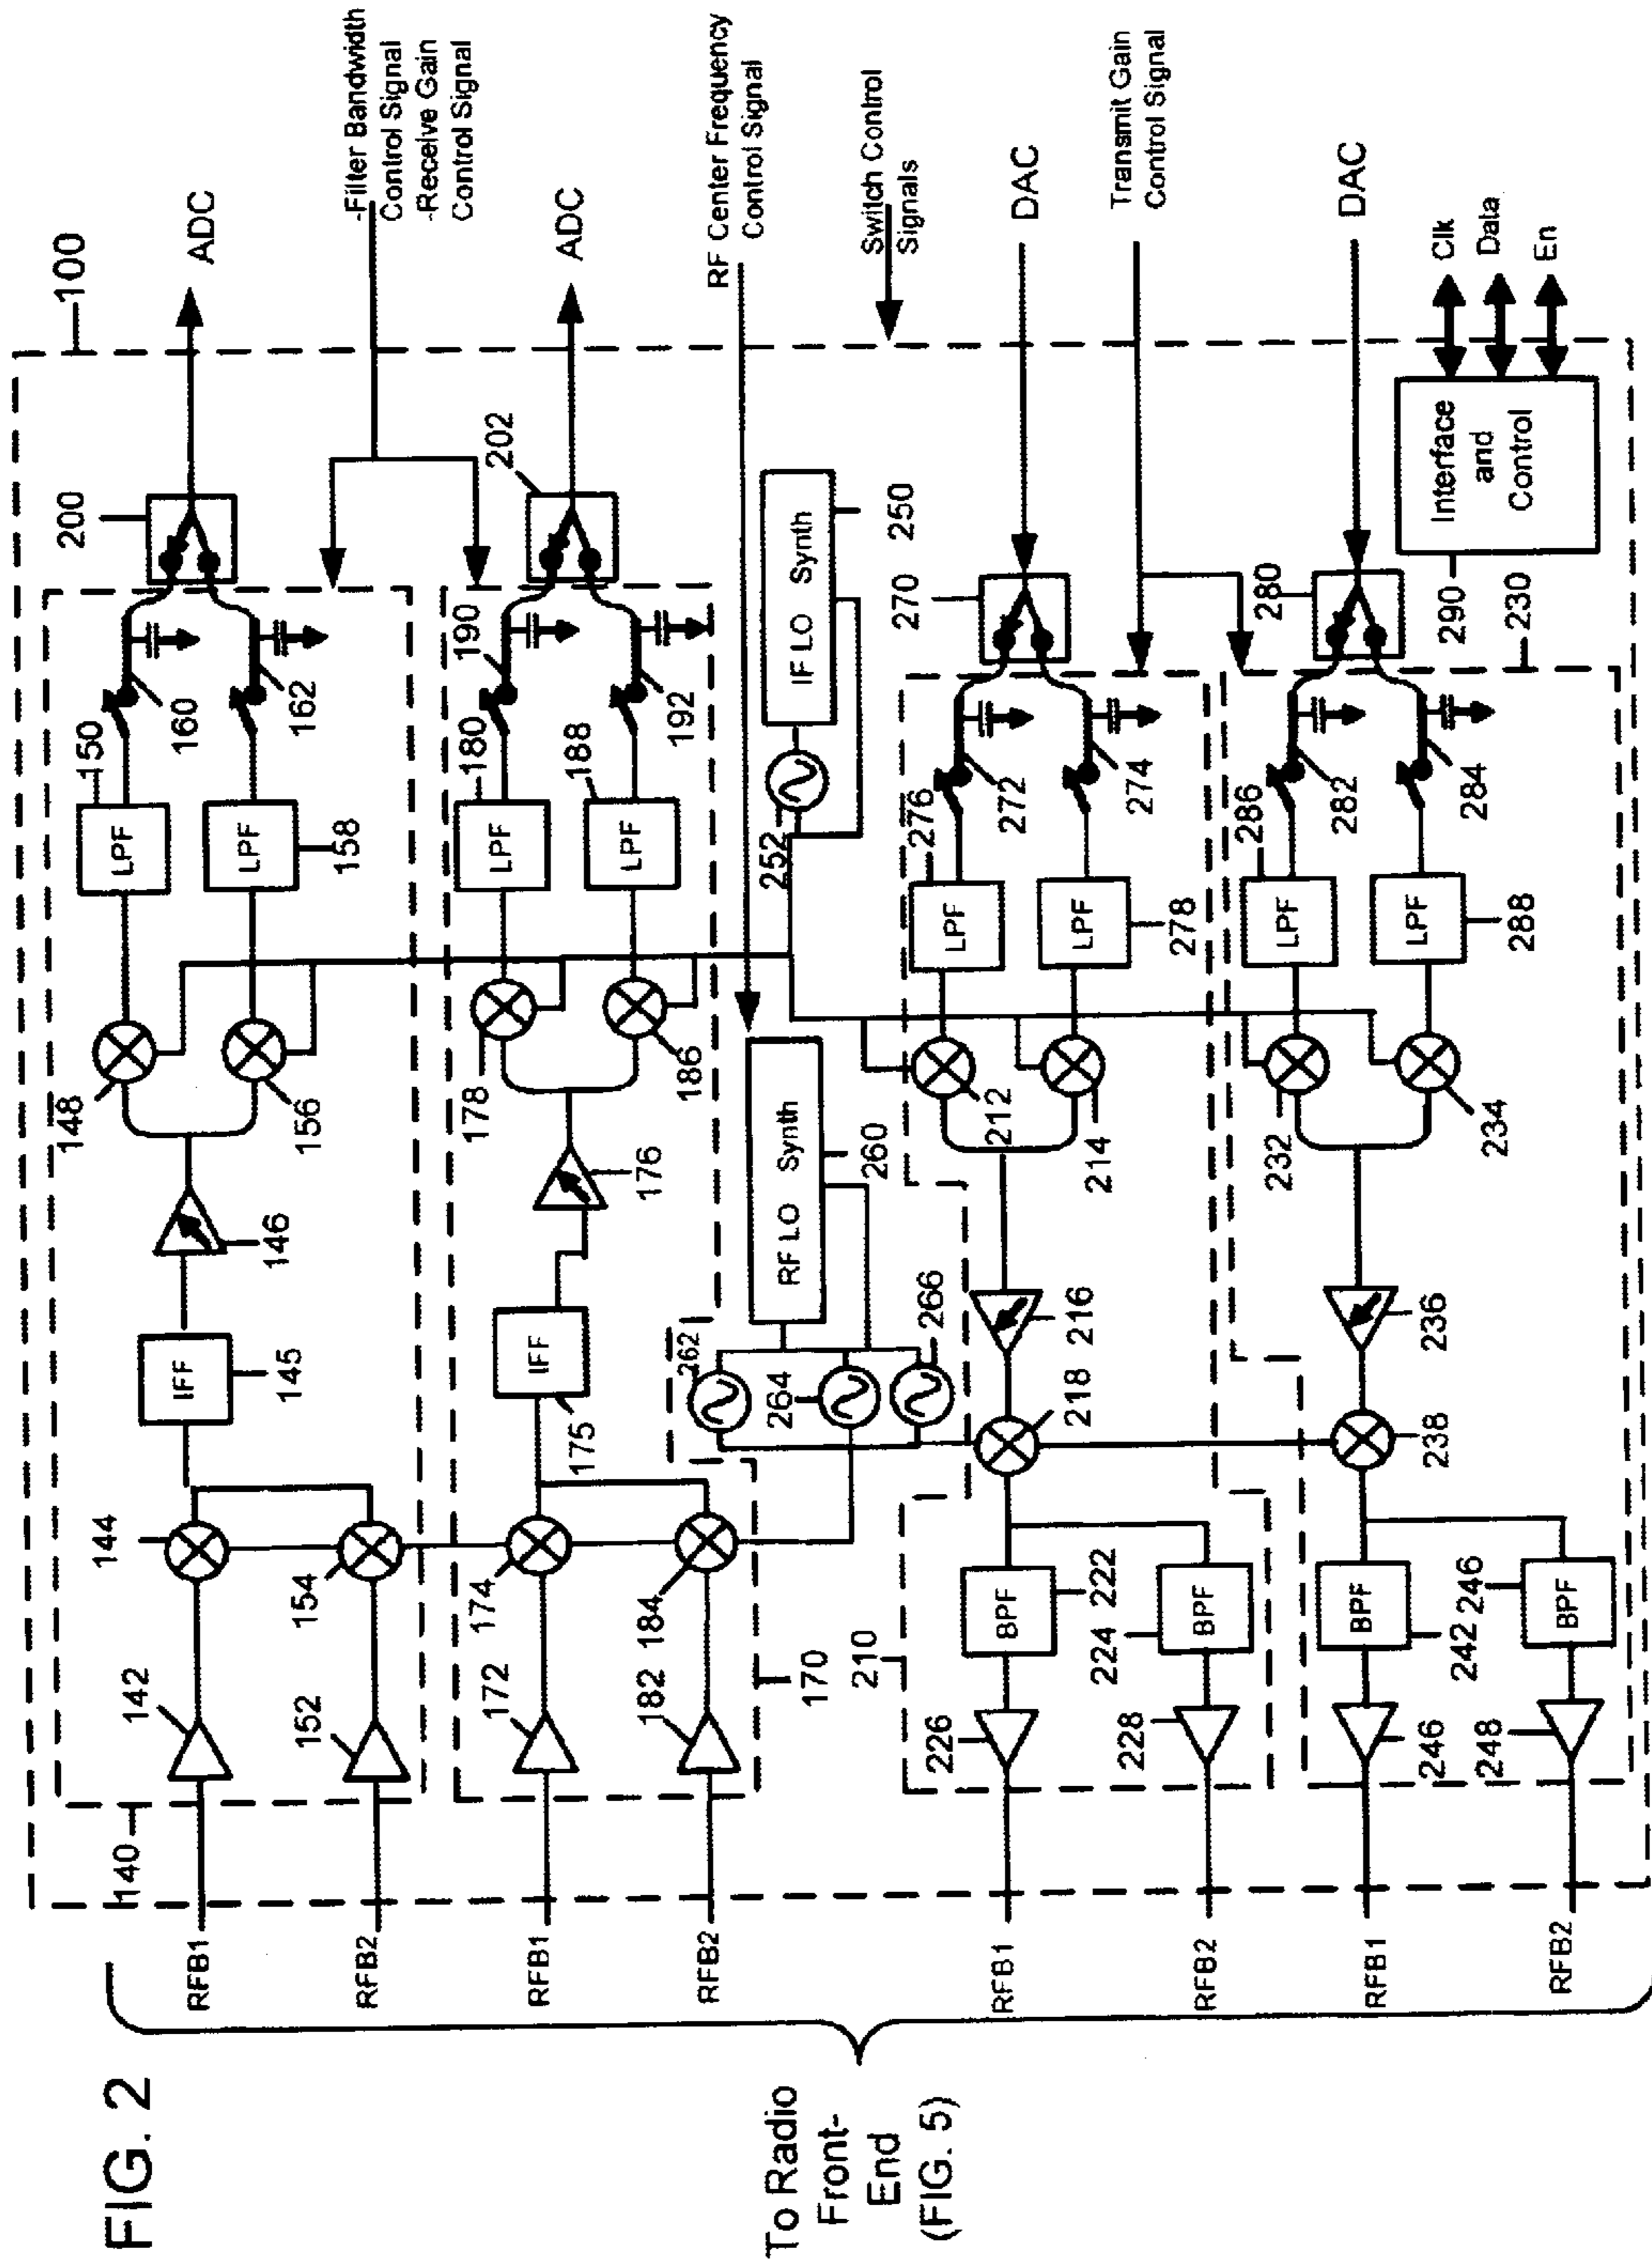 FIG. 2
To Radio
Front-
End
(FIG. 5)
100
140
RFB1
142
144
IFF
145
146
148
LPF
150
160
200
ADC
RFB2
152
154
156
LPF
158
162
-Filter Bandwidth
Control Signal
-Receive Gain
Control Signal
RFB1
172
174
IFF
175
176
178
LPF
180
190
202
ADC
RFB2
182
184
186
LPF
188
192
170
RF Center Frequency
Control Signal
262
264
266
RF LO Synth
260
252
IF LO Synth
250
Switch Control
Signals
210
RFB1
226
BPF
222
218
216
212
LPF
276
272
270
DAC
RFB2
228
224
BPF
214
LPF
278
274
Transmit Gain
Control Signal
RFB1
246
BPF
242
238
236
232
LPF
286
282
280
DAC
RFB2
248
BPF
246
234
LPF
288
284
230
290
Interface
and
Control
Clk
Data
En